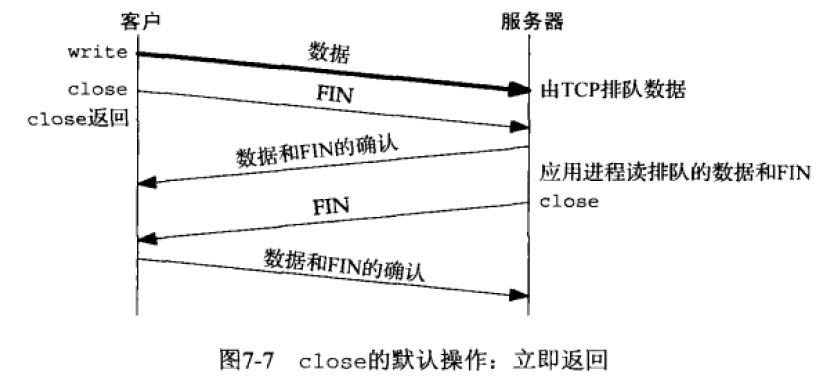 客户
服务器
write
数据
由TCP排队数据
close
FIN
close返回
数据和FIN的确认
应用进程读排队的数据和FIN
close
FIN
数据和FIN的确认
图7-7 close的默认操作：立即返回